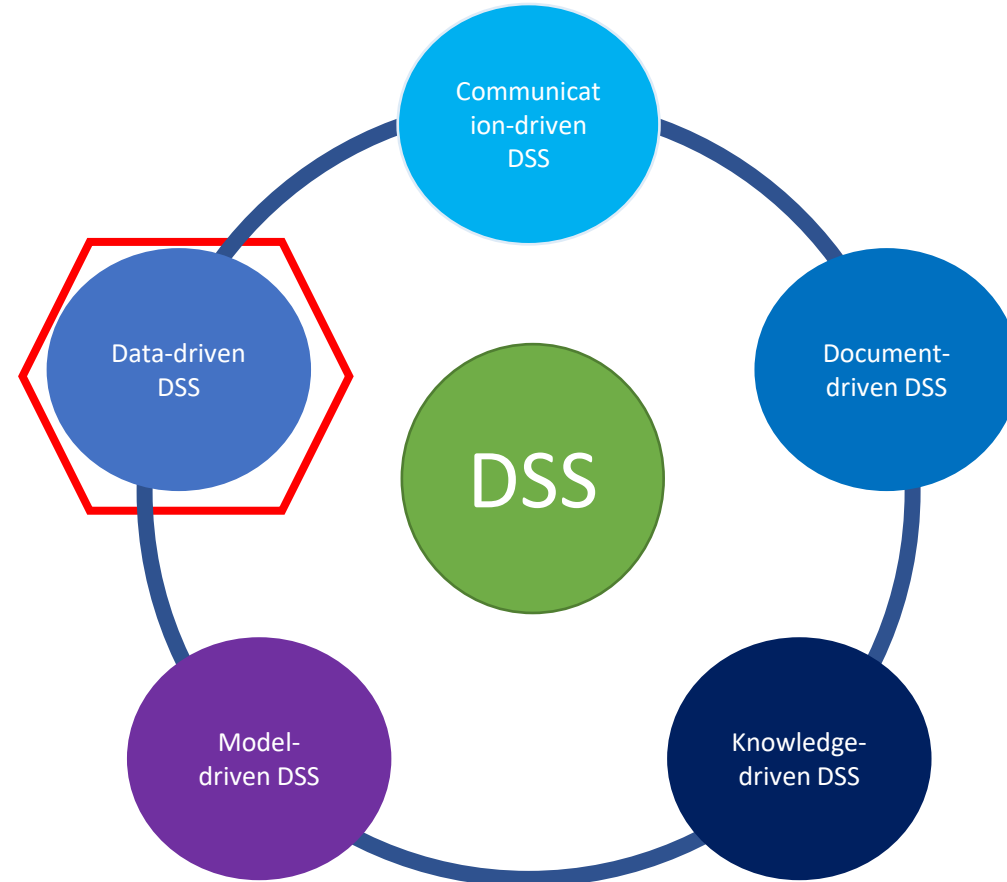 Communicat
ion-driven
DSS
Data-driven
DSS
Document-
driven DSS
DSS
Model-
driven DSS
Knowledge-
driven DSS